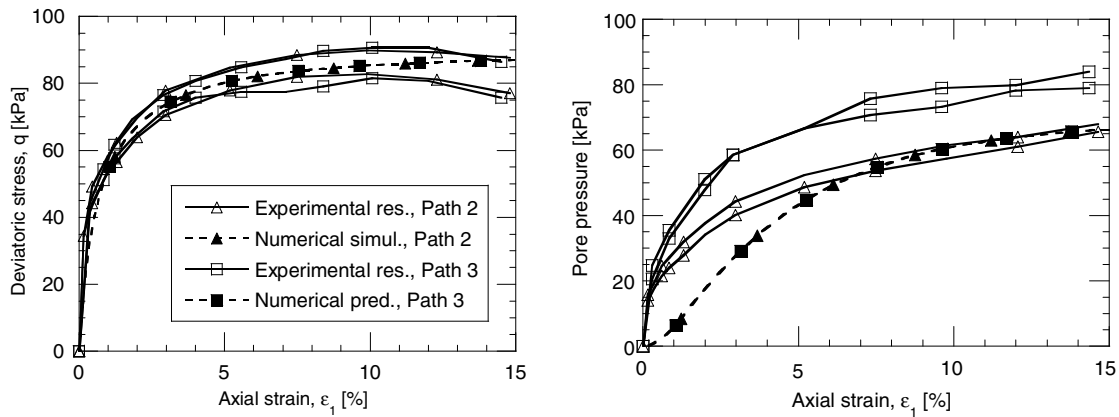 100
80
60
40
20
0
0
5
10
15
Deviatoric stress, q [kPa]
Axial strain, ε1 [%]
Experimental res., Path 2
Numerical simul., Path 2
Experimental res., Path 3
Numerical pred., Path 3
100
80
60
40
20
0
0
5
10
15
Pore pressure [kPa]
Axial strain, ε1 [%]